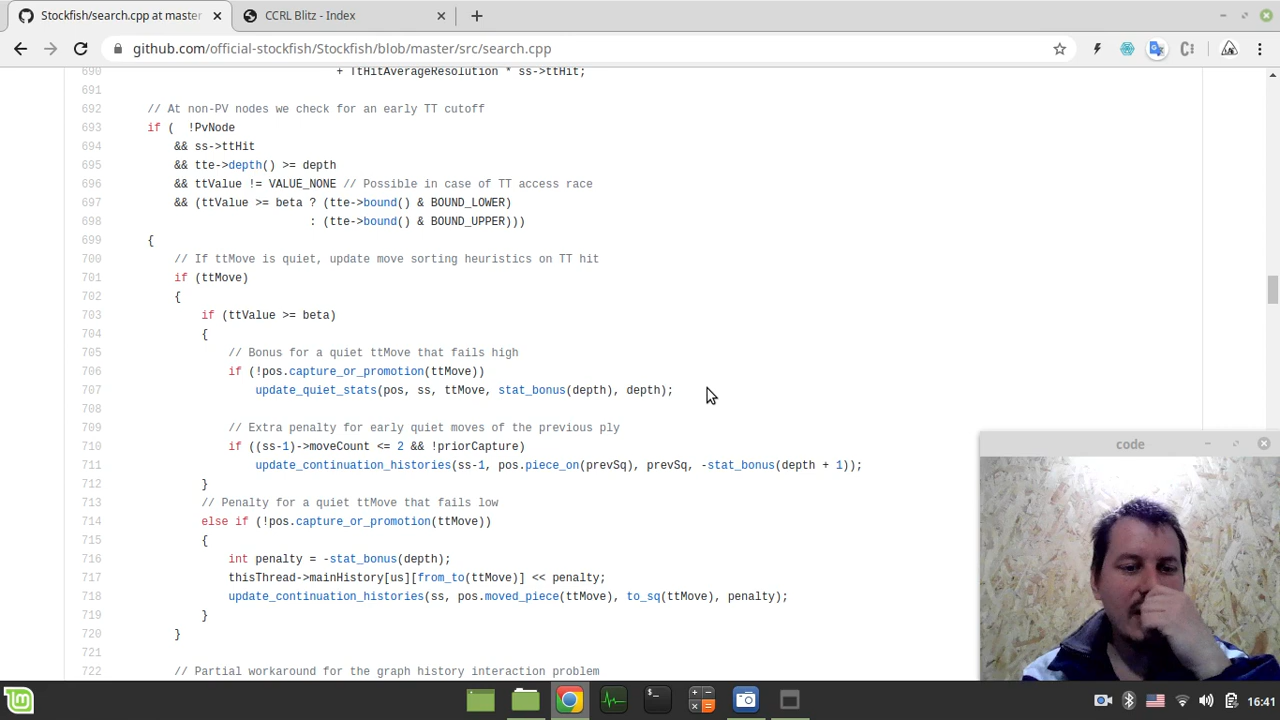 Stockfish/search.cpp at master
CCRL Blitz - Index
github.com/official-stockfish/Stockfish/blob/master/src/search.cpp
690 + TtHitAverageResolution * ss->ttHit;
691
692 // At non-PV nodes we check for an early TT cutoff
693 if ( !PvNode
694 && ss->ttHit
695 && tte->depth() >= depth
696 && ttValue != VALUE_NONE // Possible in case of TT access race
697 && (ttValue >= beta ? (tte->bound() & BOUND_LOWER)
698 : (tte->bound() & BOUND_UPPER)))
699 {
700 // If ttMove is quiet, update move sorting heuristics on TT hit
701 if (ttMove)
702 {
703 if (ttValue >= beta)
704 {
705 // Bonus for a quiet ttMove that fails high
706 if (!pos.capture_or_promotion(ttMove))
707 update_quiet_stats(pos, ss, ttMove, stat_bonus(depth), depth);
708
709 // Extra penalty for early quiet moves of the previous ply
710 if ((ss-1)->moveCount <= 2 && !priorCapture)
711 update_continuation_histories(ss-1, pos.piece_on(prevSq), prevSq, -stat_bonus(depth + 1));
712 }
713 // Penalty for a quiet ttMove that fails low
714 else if (!pos.capture_or_promotion(ttMove))
715 {
716 int penalty = -stat_bonus(depth);
717 thisThread->mainHistory[us][from_to(ttMove)] << penalty;
718 update_continuation_histories(ss, pos.moved_piece(ttMove), to_sq(ttMove), penalty);
719 }
720 }
721
722 // Partial workaround for the graph history interaction problem
code
16:41